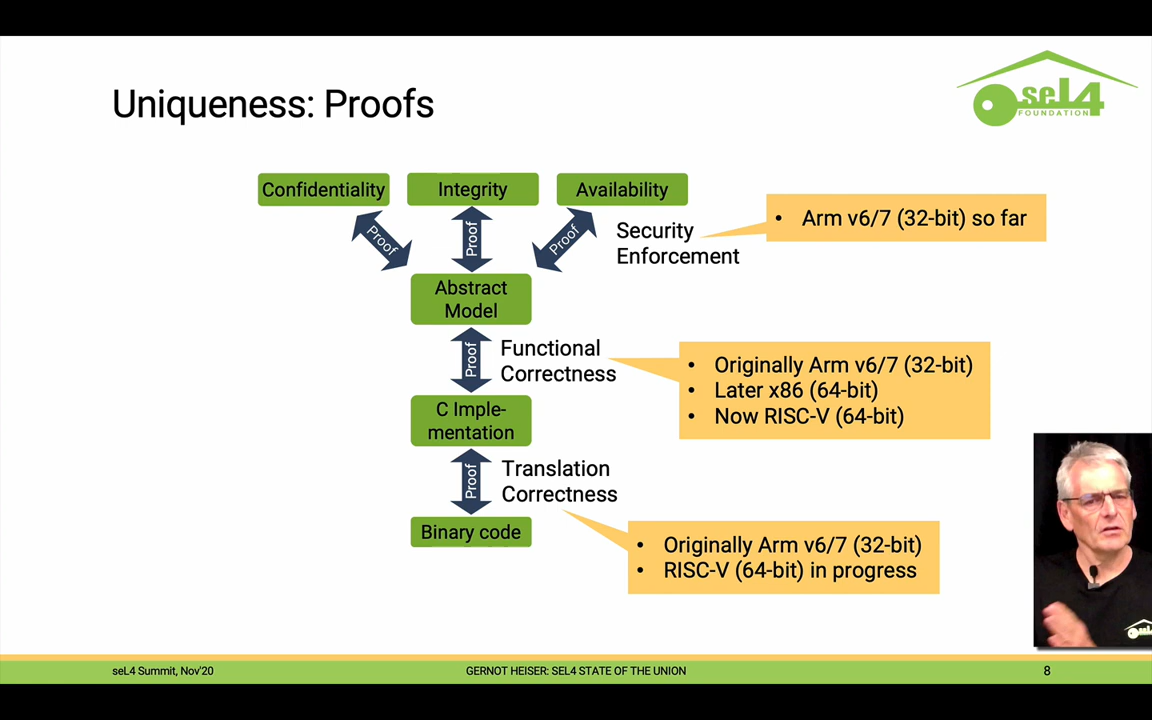 Uniqueness: Proofs
seL4
FOUNDATION
Confidentiality
Integrity
Availability
Proof
Proof
Proof
Security
Enforcement
• Arm v6/7 (32-bit) so far
Abstract
Model
Proof
Functional
Correctness
• Originally Arm v6/7 (32-bit)
• Later x86 (64-bit)
• Now RISC-V (64-bit)
C Imple-
mentation
Proof
Translation
Correctness
Binary code
• Originally Arm v6/7 (32-bit)
• RISC-V (64-bit) in progress
seL4 Summit, Nov'20
GERNOT HEISER: SEL4 STATE OF THE UNION
8